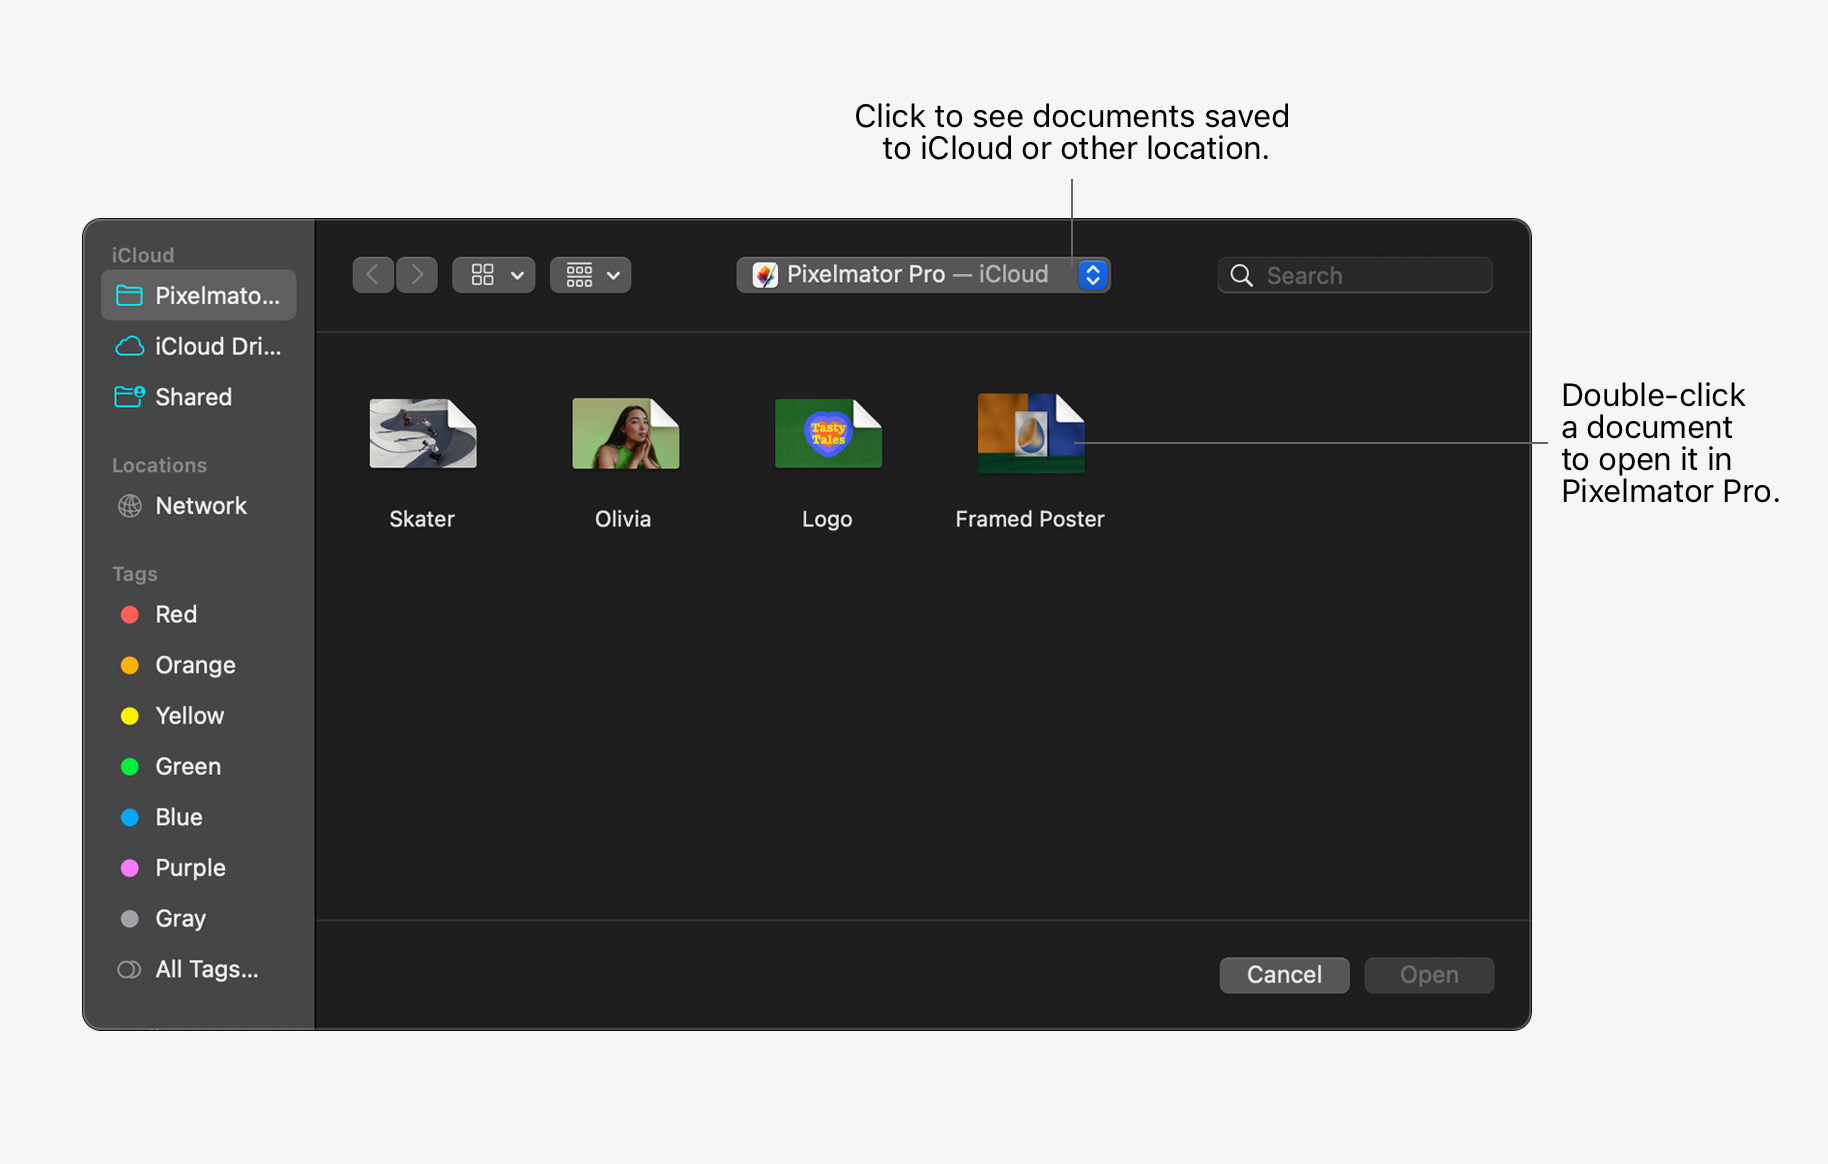 Click to see documents saved
to iCloud or other location.
iCloud
Pixelmato...
iCloud Dri...
Shared
Locations
Network
Tags
Red
Orange
Yellow
Green
Blue
Purple
Gray
All Tags...
Pixelmator Pro — iCloud
Search
Tasty
Tales
Skater
Olivia
Logo
Framed Poster
Double-click
a document
to open it in
Pixelmator Pro.
Cancel
Open